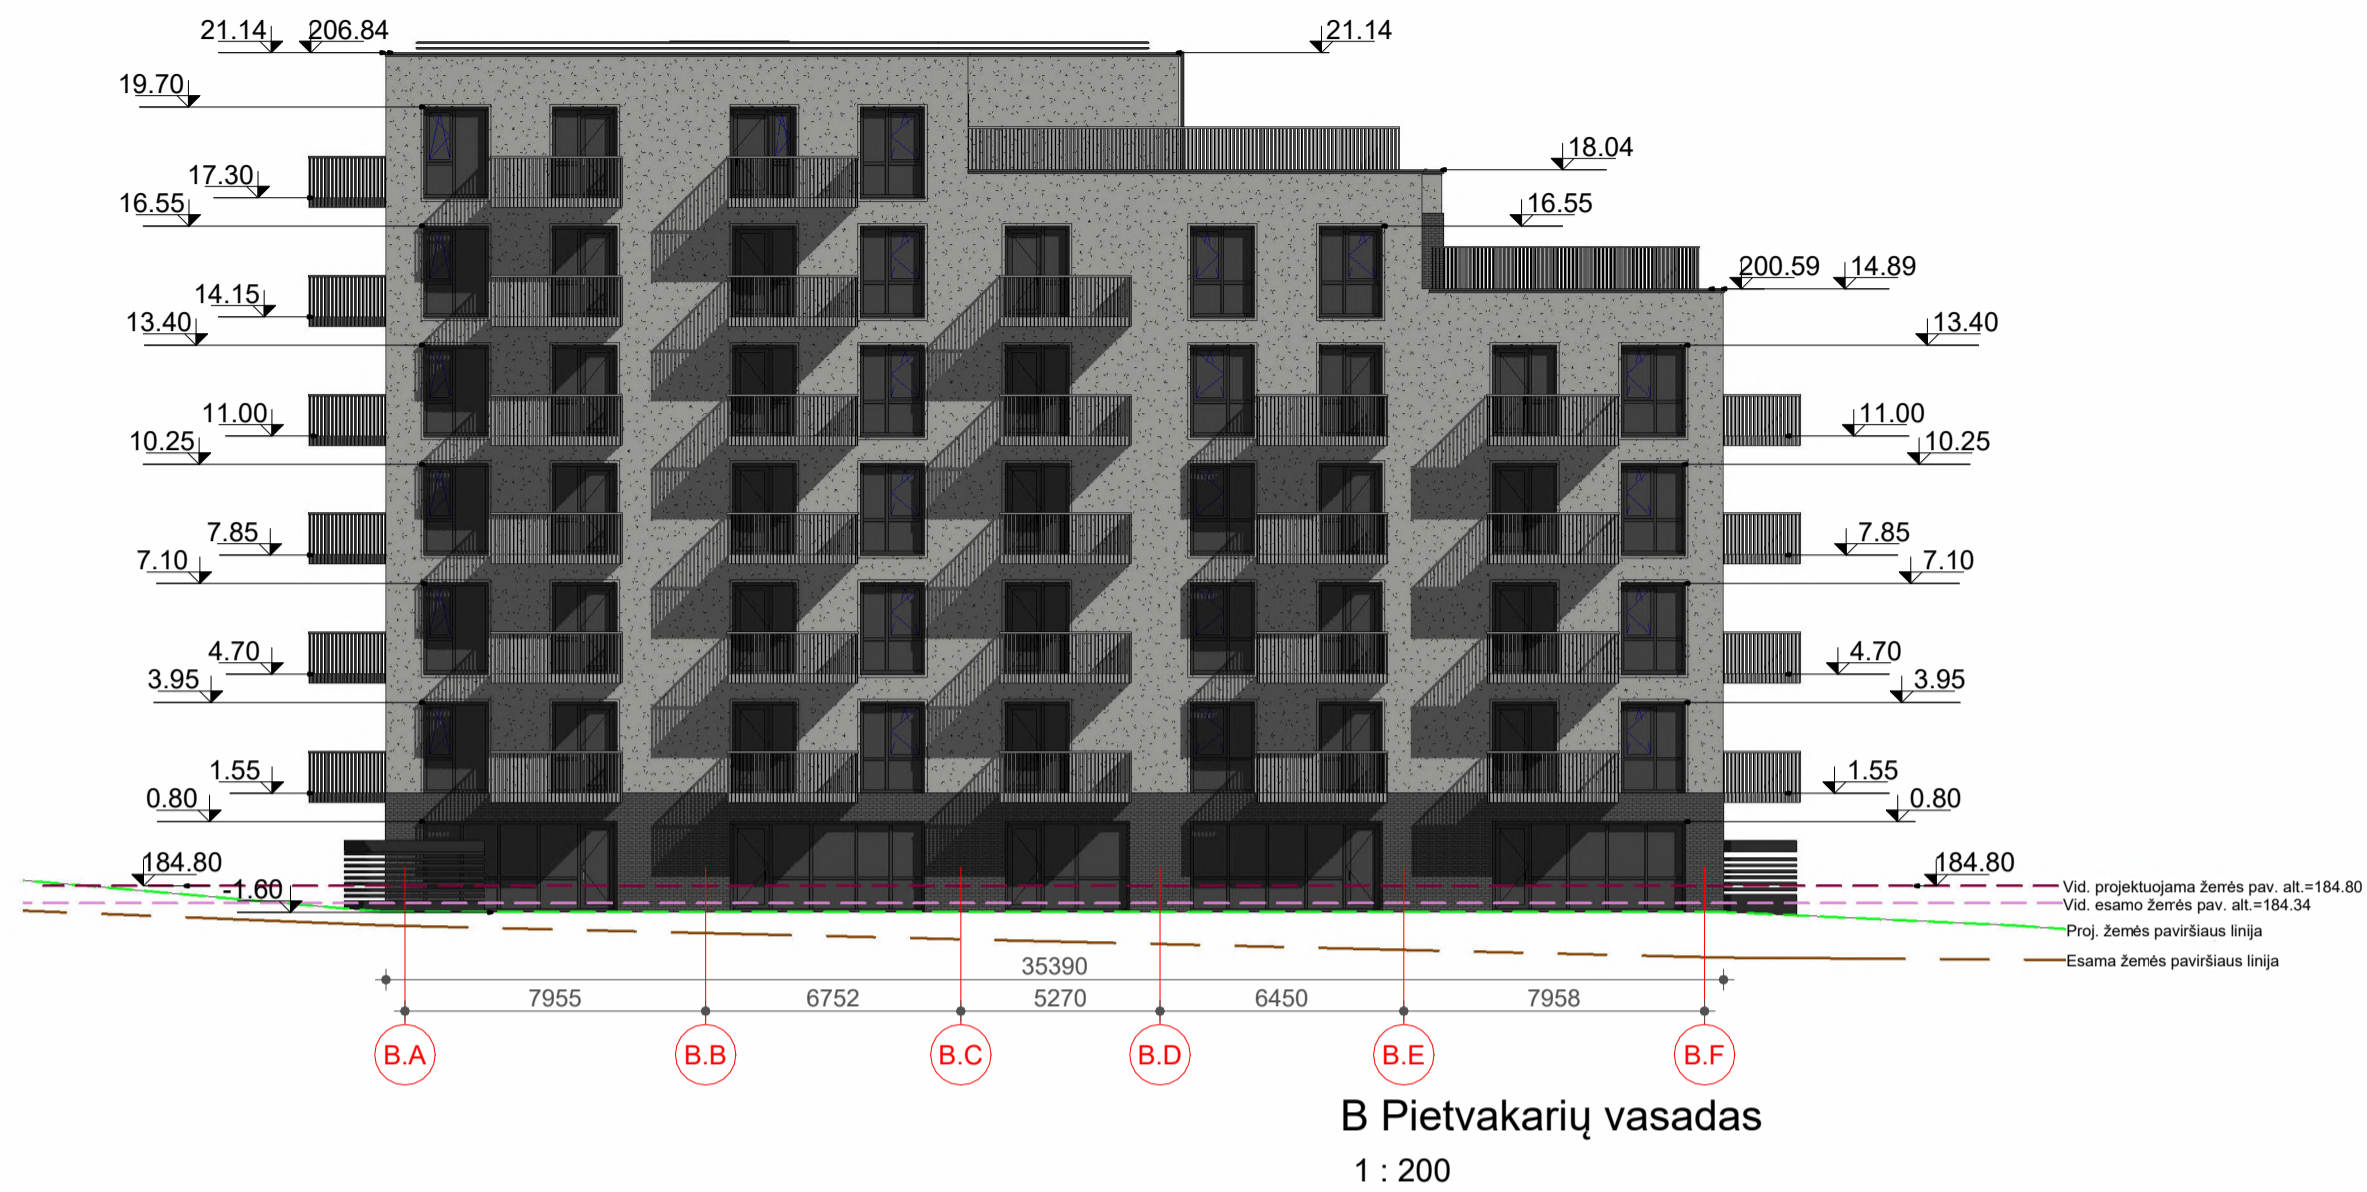 21.14 206.84 21.14
19.70
18.04
17.30
16.55 16.55
200.59 14.89
14.15
13.40 13.40
11.00 11.00
10.25 10.25
7.85 7.85
7.10 7.10
4.70 4.70
3.95 3.95
1.55 1.55
0.80 0.80
184.80 184.80
-1.60
Vid. projektuojama žemės pav. alt.=184.80
Vid. esamo žemės pav. alt.=184.34
Proj. žemės paviršiaus linija
Esama žemės paviršiaus linija
35390
7955 6752 5270 6450 7958
B.A B.B B.C B.D B.E B.F
B Pietvakarių vasadas
1 : 200